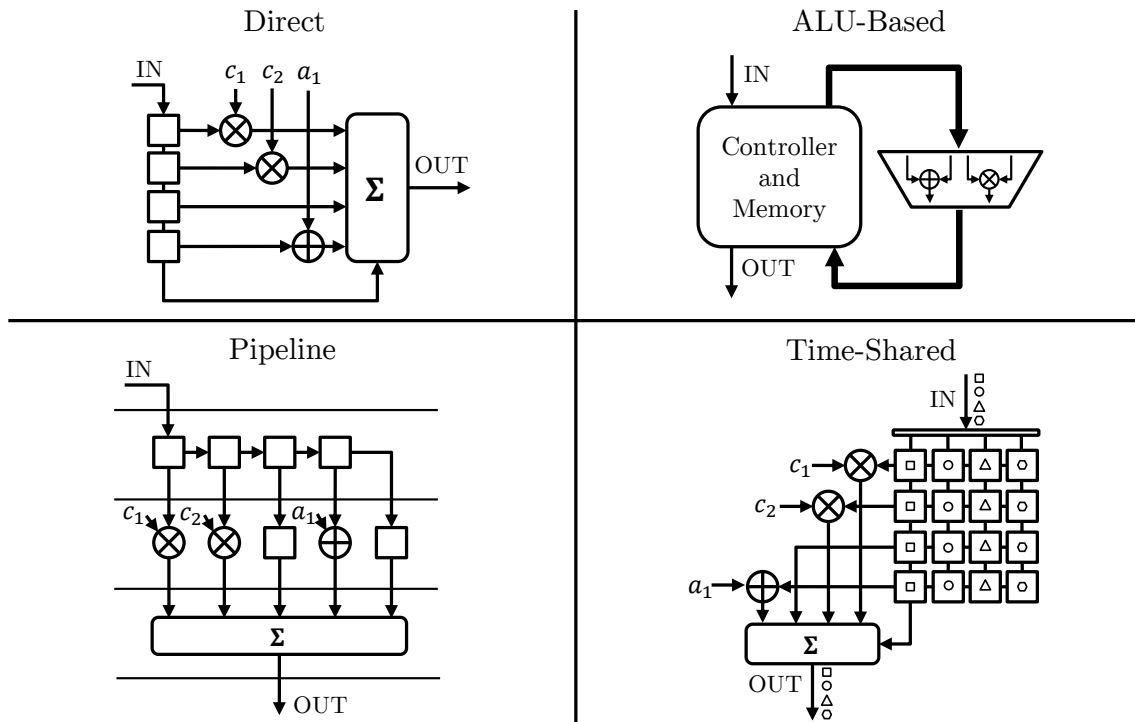 Direct
IN
c₁ c₂ a₁
Σ
OUT
ALU-Based
IN
Controller
and
Memory
OUT
Pipeline
IN
c₁ c₂ a₁
Σ
OUT
Time-Shared
IN
c₁
c₂
a₁
Σ
OUT